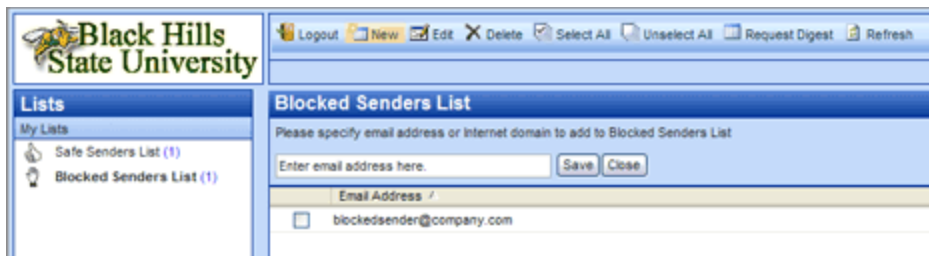 Black Hills
State University
Logout New Edit Delete Select All Unselect All Request Digest Refresh
Lists
My Lists
Safe Senders List (1)
Blocked Senders List (1)
Blocked Senders List
Please specify email address or Internet domain to add to Blocked Senders List
Enter email address here. Save Close
Email Address
blockedsender@company.com